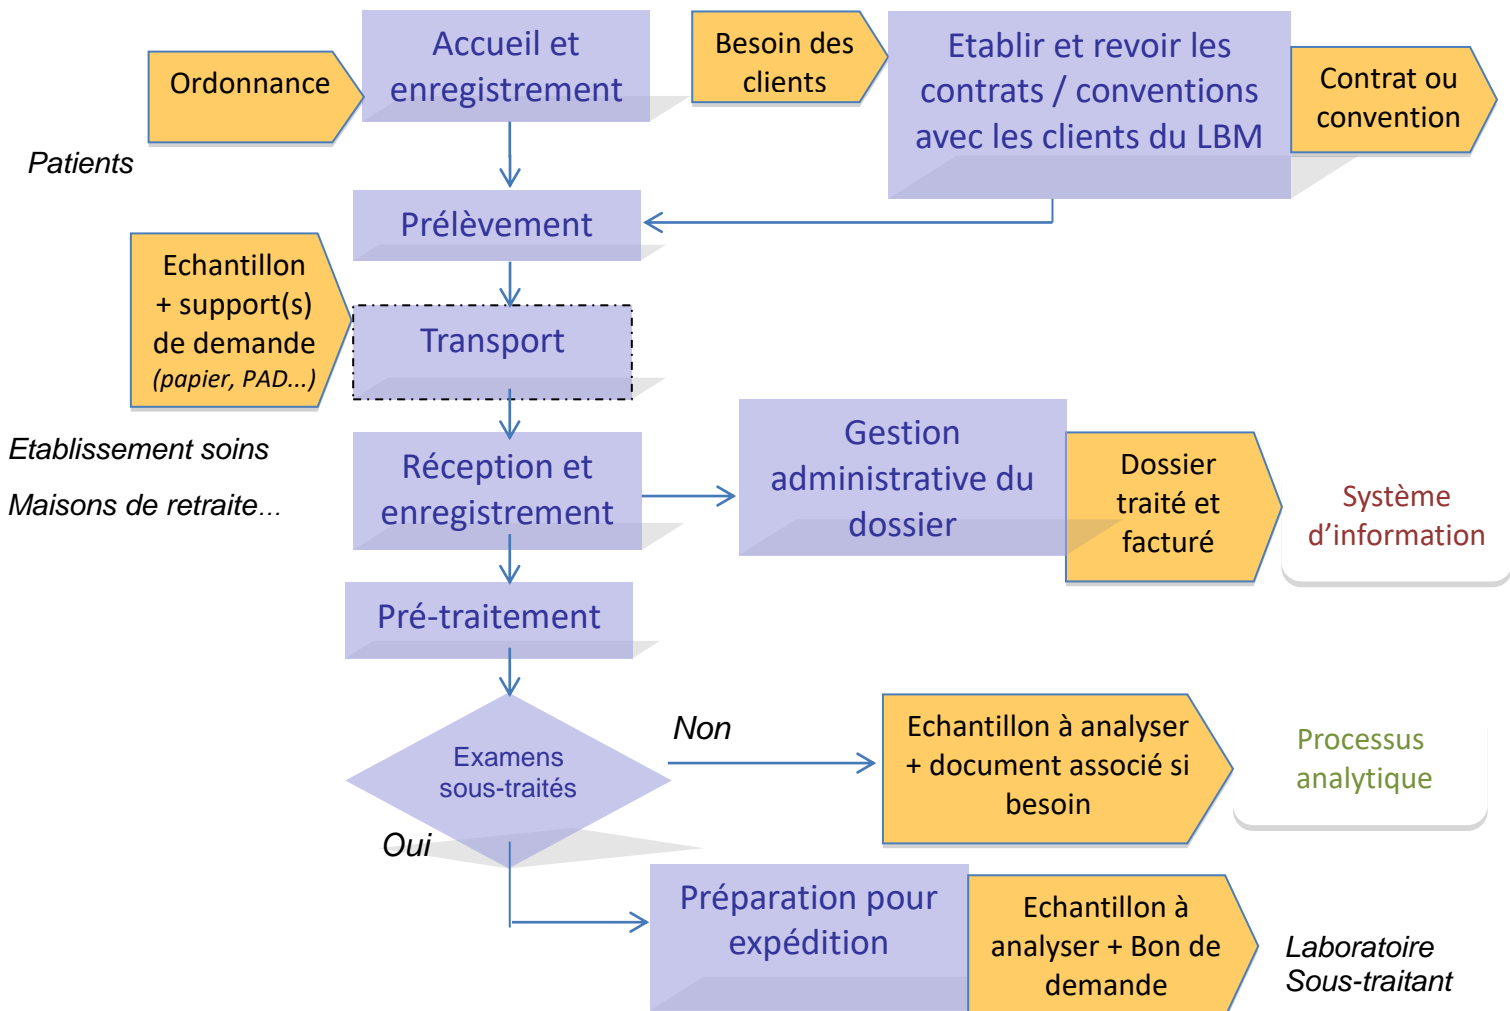 Ordonnance
Accueil et
enregistrement
Besoin des
clients
Etablir et revoir les
contrats / conventions
avec les clients du LBM
Contrat ou
convention
Patients
Prélèvement
Echantillon
+ support(s)
de demande
(papier, PAD...)
Transport
Etablissement soins
Maisons de retraite...
Réception et
enregistrement
Gestion
administrative du
dossier
Dossier
traité et
facturé
Système
d’information
Pré-traitement
Examens
sous-traités
Non
Echantillon à analyser
+ document associé si
besoin
Processus
analytique
Oui
Préparation pour
expédition
Echantillon à
analyser + Bon de
demande
Laboratoire
Sous-traitant